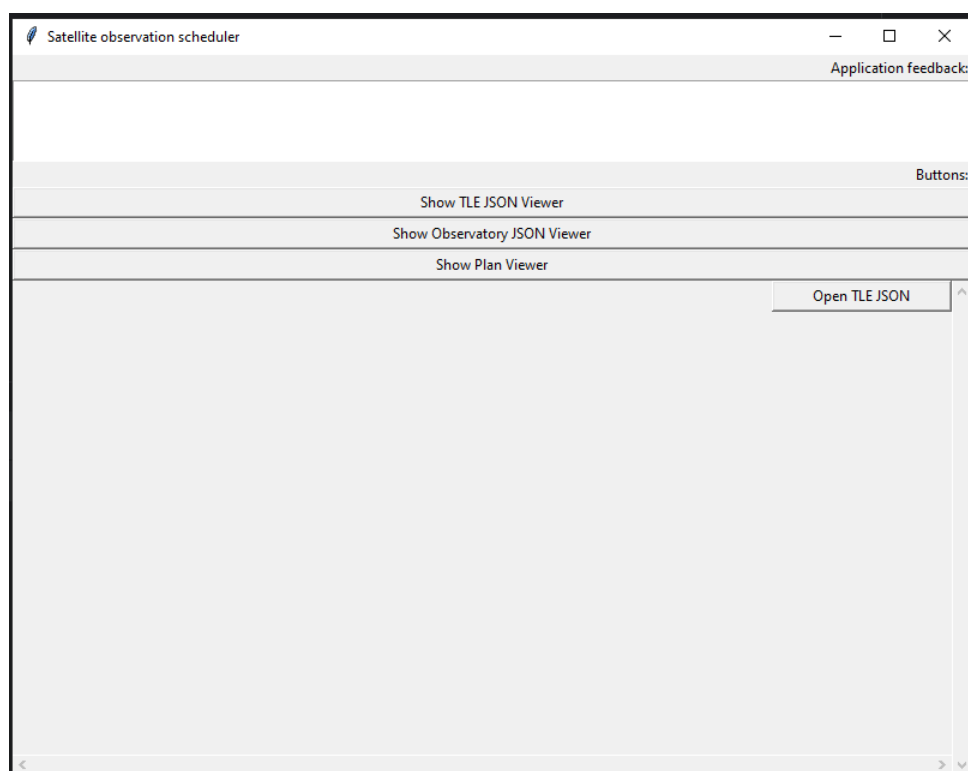 Satellite observation scheduler
Application feedback:
Buttons:
Show TLE JSON Viewer
Show Observatory JSON Viewer
Show Plan Viewer
Open TLE JSON